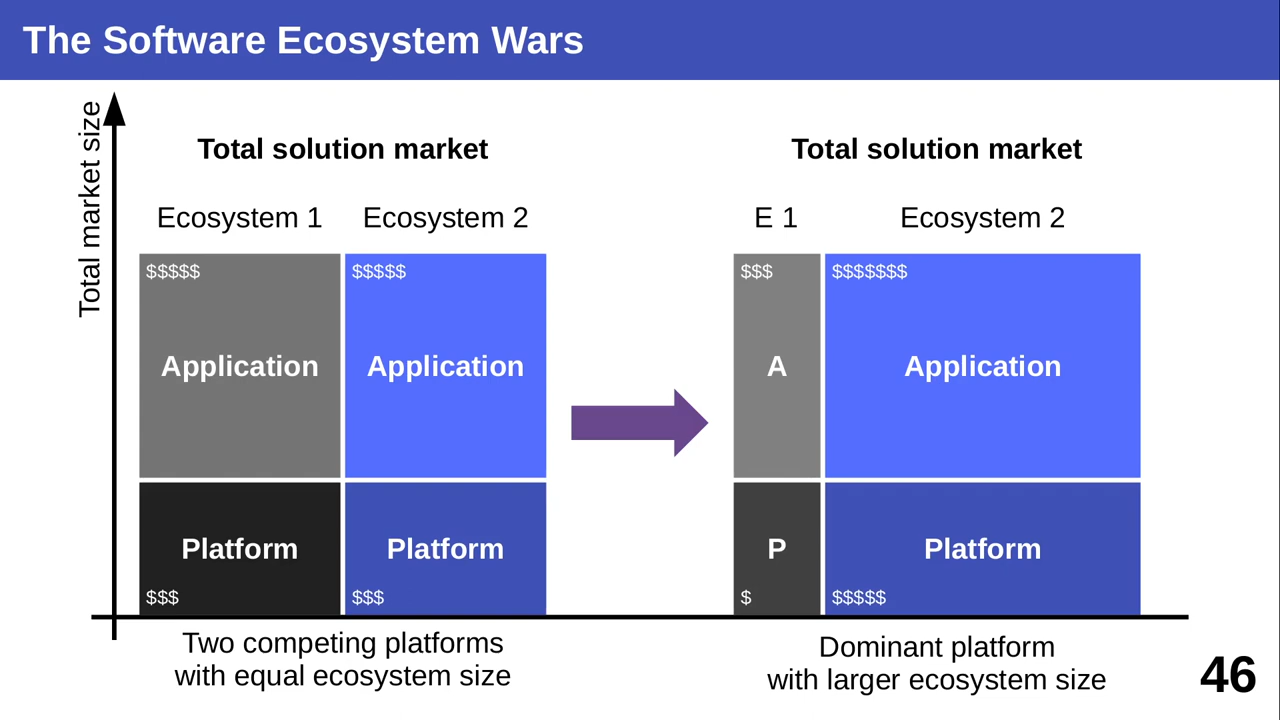 The Software Ecosystem Wars
Total market size
Total solution market
Ecosystem 1
Ecosystem 2
$$$$$
$$$$$
Application
Application
Platform
Platform
$$$
$$$
Two competing platforms
with equal ecosystem size
Total solution market
E 1
Ecosystem 2
$$$
$$$$$$$
A
Application
P
Platform
$
$$$$$
Dominant platform
with larger ecosystem size
46